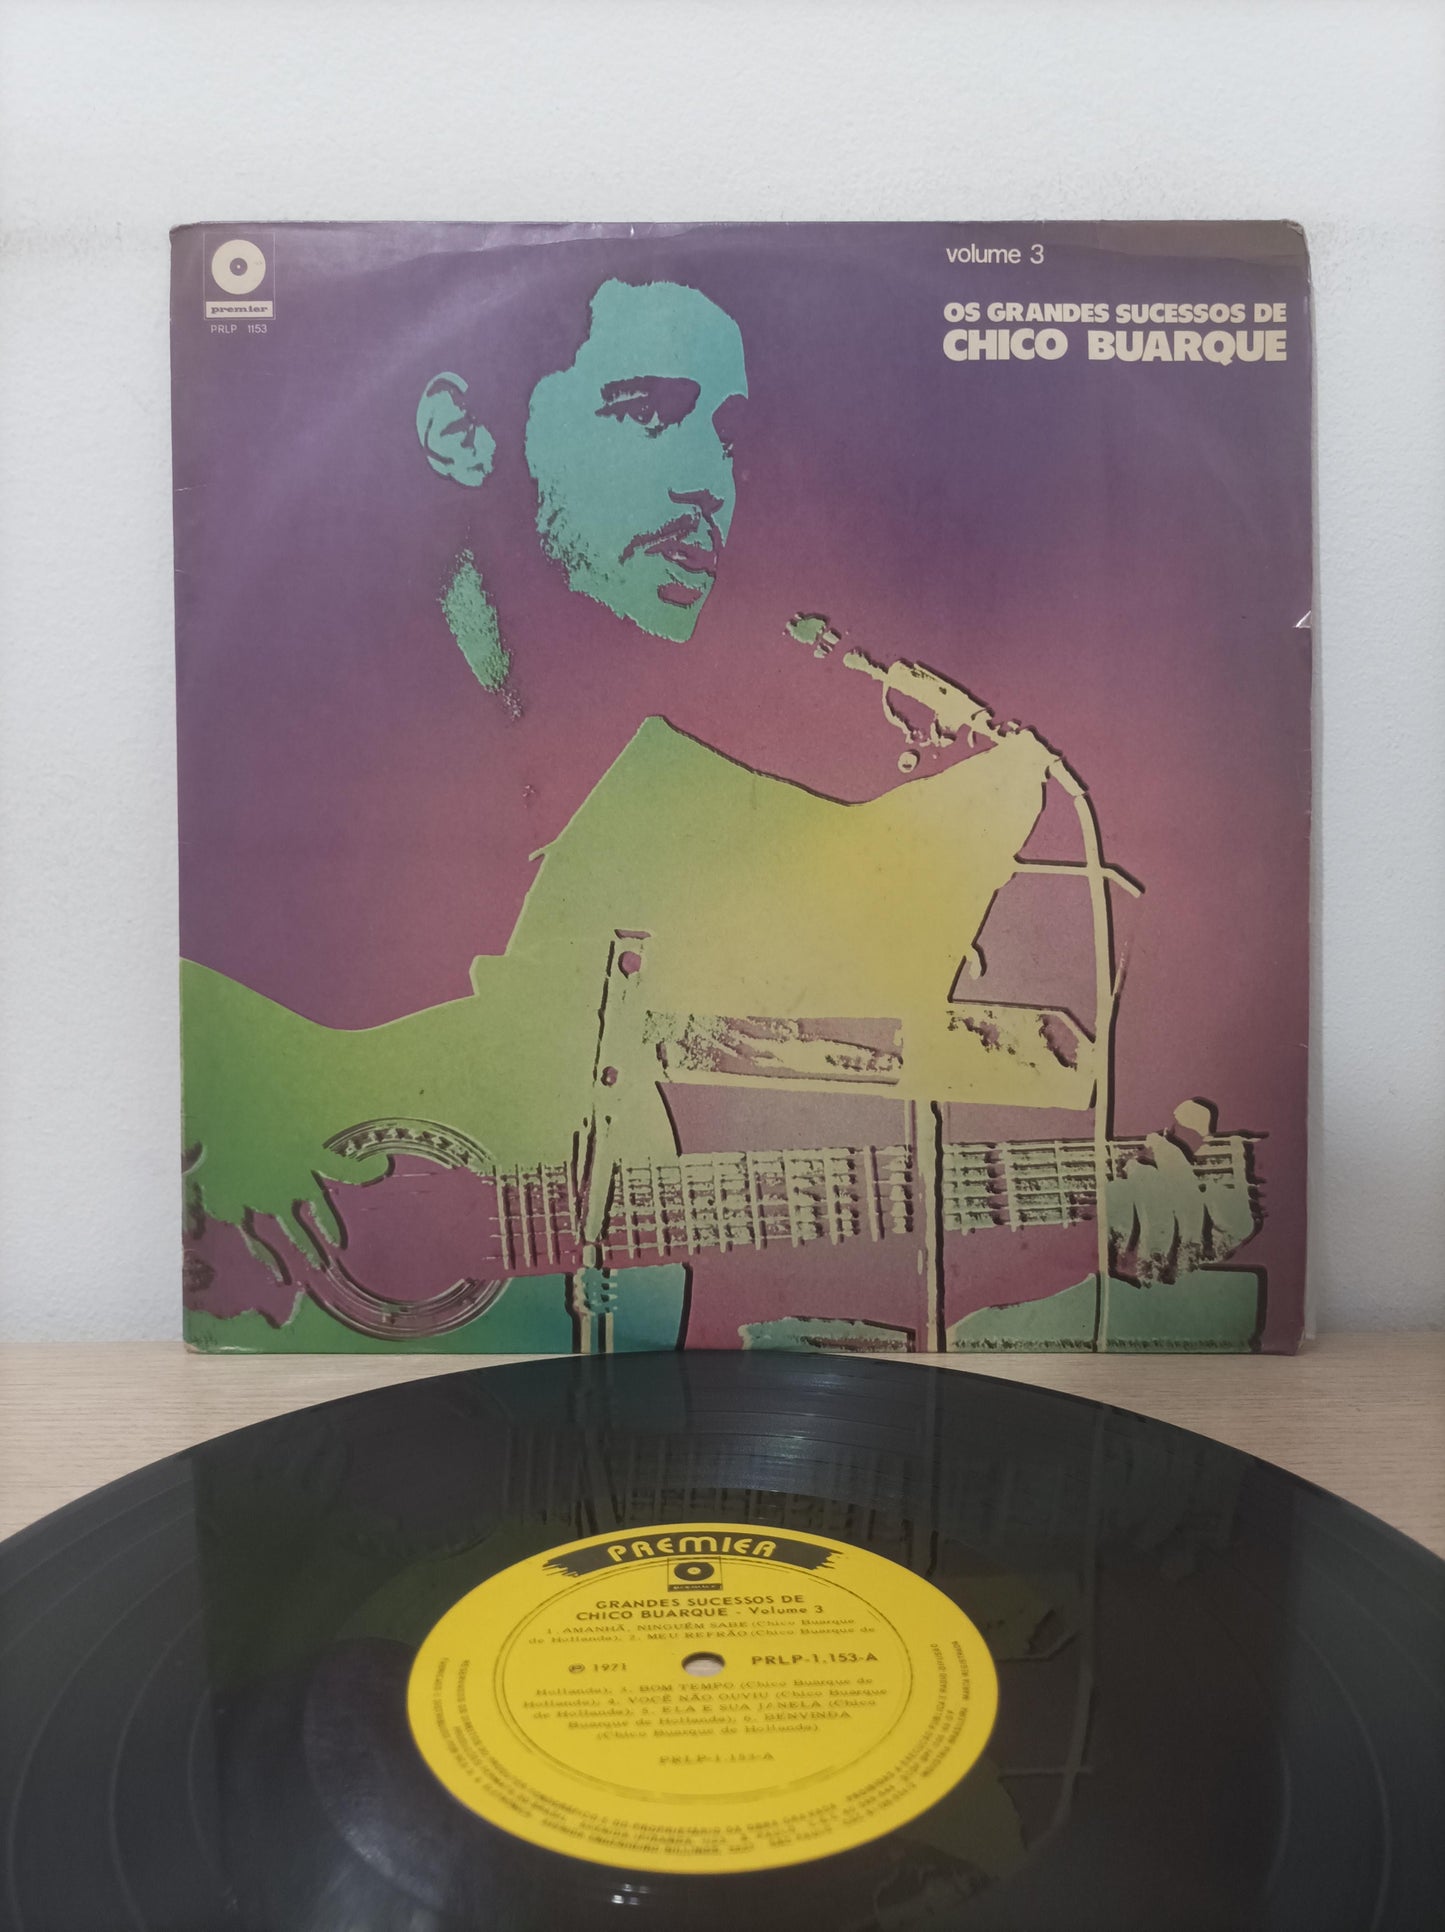 premier
PRLP 1153
volume 3
OS GRANDES SUCESSOS DE
CHICO BUARQUE
PREMIER
premier
GRANDES SUCESSOS DE
CHICO BUARQUE - Volume 3
1. AMANHÃ, NINGUÉM SABE (Chico Buarque
de Hollanda), 2. MEU REFRÃO (Chico Buarque de
℗ 1971
PRLP-1.153-A
Hollanda), 3. BOM TEMPO (Chico Buarque de
Hollanda), 4. VOCÊ NÃO OUVIU (Chico Buarque
de Hollanda), 5. ELA E SUA JANELA (Chico
Buarque de Hollanda), 6. BENVINDA
(Chico Buarque de Hollanda)
PRLP-1.153-A